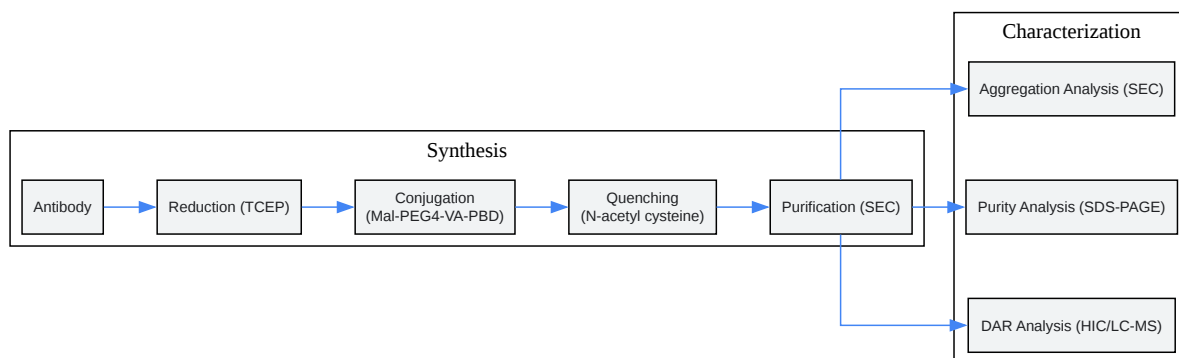 Characterization
Aggregation Analysis (SEC)
Synthesis
Antibody
Reduction (TCEP)
Conjugation
(Mal-PEG4-VA-PBD)
Quenching
(N-acetyl cysteine)
Purification (SEC)
Purity Analysis (SDS-PAGE)
DAR Analysis (HIC/LC-MS)